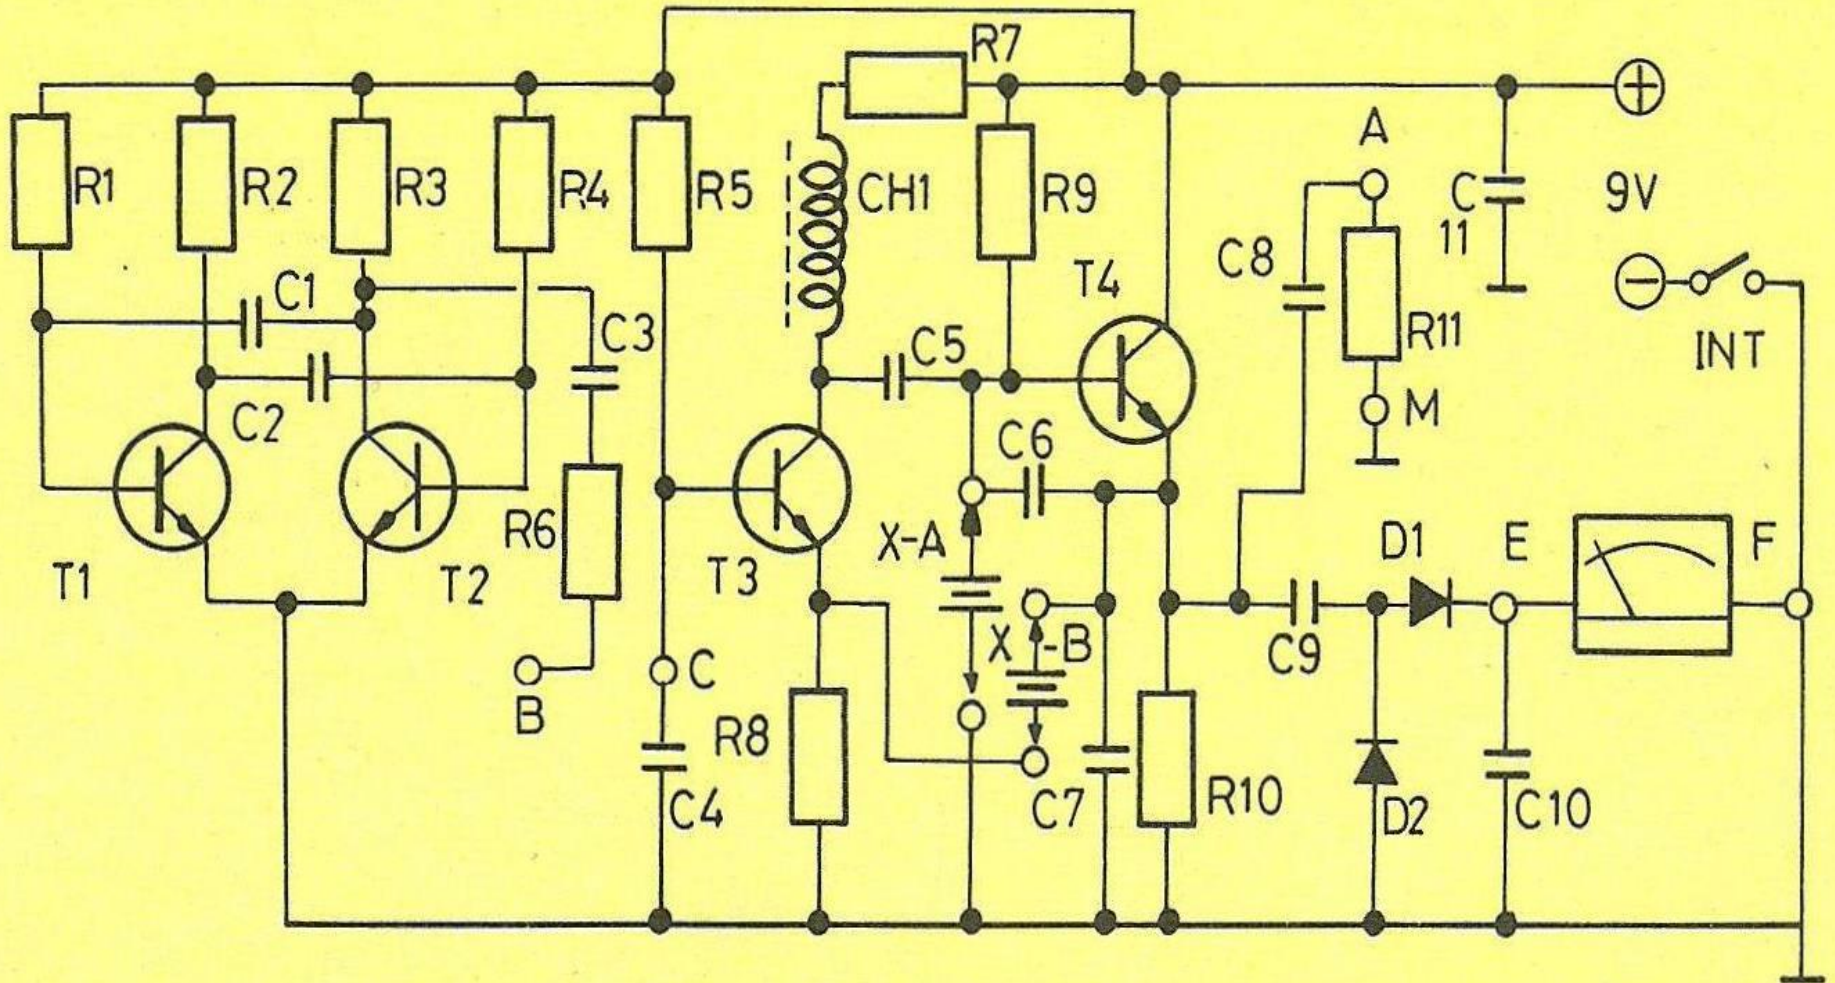 R7
A
R1
R2
R3
R4
R5
CH1
R9
C
11
9V
C8
T4
C1
C3
C5
R11
INT
C2
M
C6
R6
X-A
D1
E
F
T1
T2
T3
X -B
C9
B
C
R8
C4
C7
R10
D2
C10